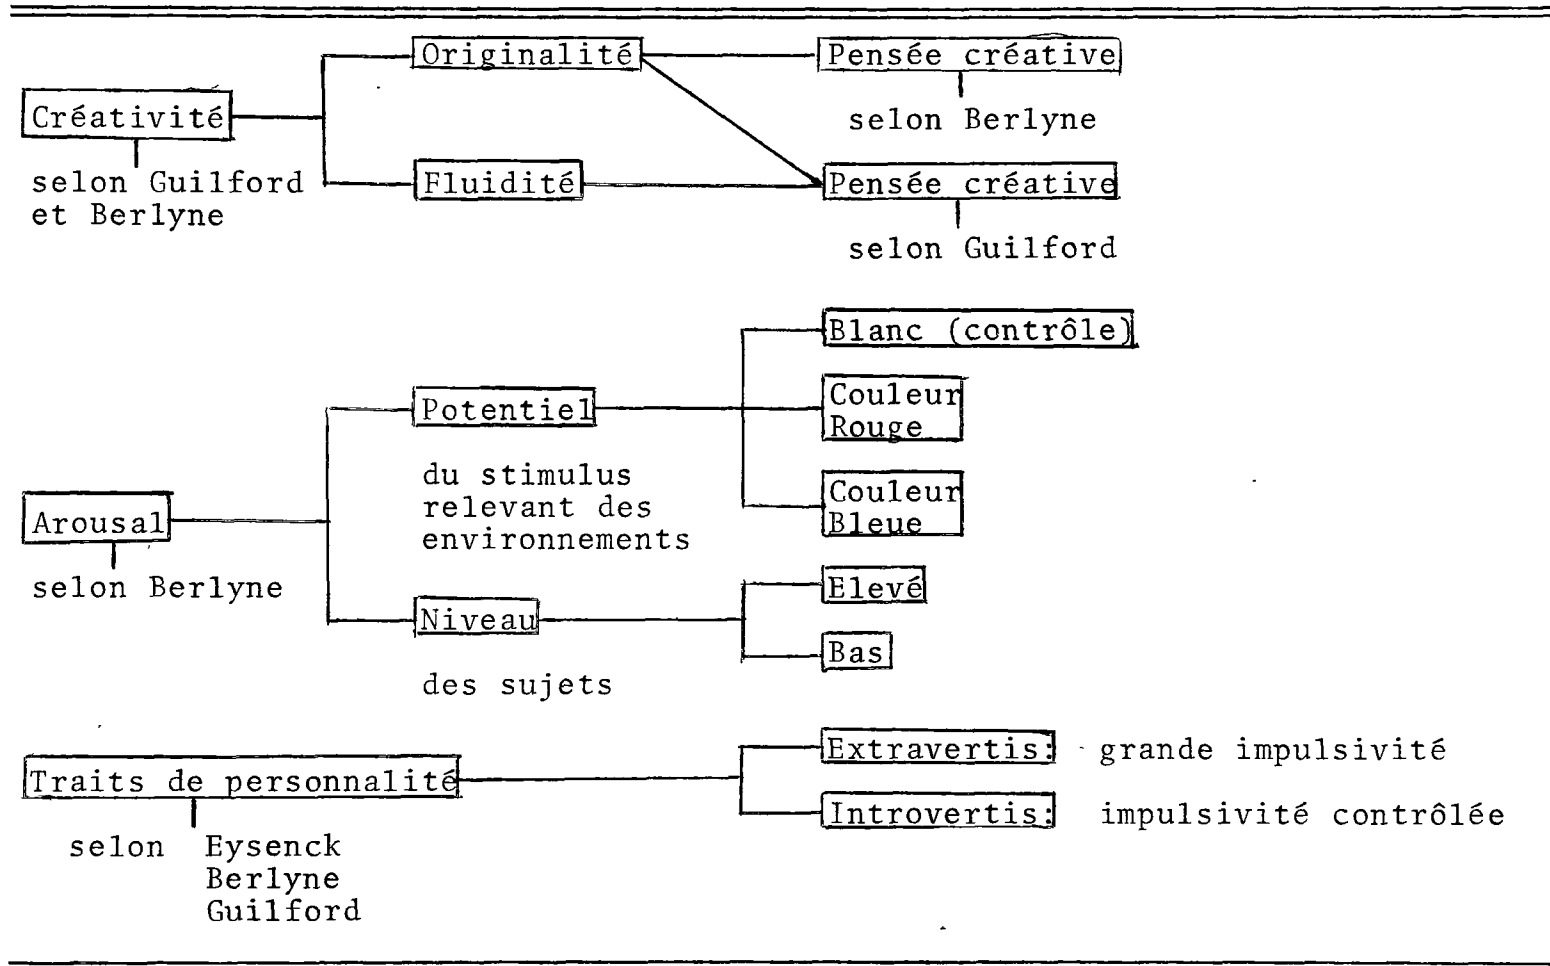 Originalité
Pensée créative
Créativité
selon Berlyne
selon Guilford
et Berlyne
Fluidité
Pensée créative
selon Guilford
Blanc (contrôle)
Potentiel
Couleur
Rouge
du stimulus
relevant des
environnements
Couleur
Bleue
Arousal
selon Berlyne
Elevé
Niveau
Bas
des sujets
Traits de personnalité
Extravertis: grande impulsivité
Introvertis: impulsivité contrôlée
selon Eysenck
Berlyne
Guilford